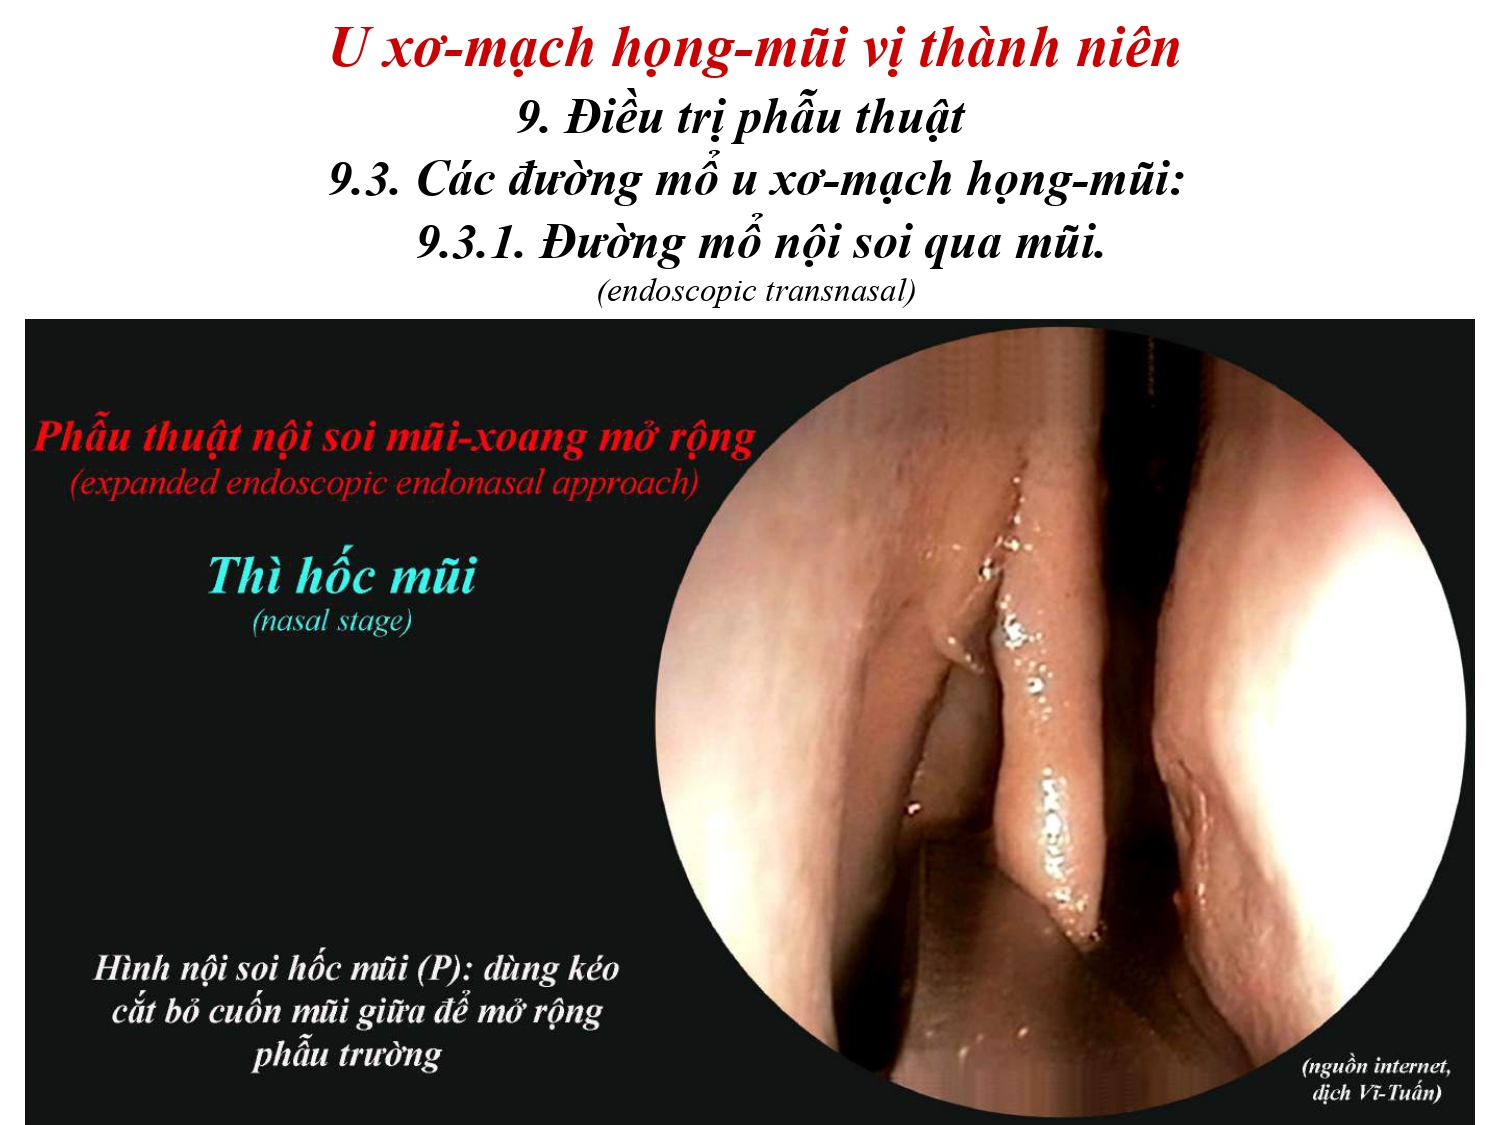 U xơ-mạch họng-mũi vị thành niên
9. Điều trị phẫu thuật
9.3. Các đường mổ u xơ-mạch họng-mũi:
9.3.1. Đường mổ nội soi qua mũi.
(endoscopic transnasal)
Phẫu thuật nội soi mũi-xoang mở rộng
(expanded endoscopic endonasal approach)
Thì hốc mũi
(nasal stage)
Hình nội soi hốc mũi (P): dùng kéo
cắt bỏ cuốn mũi giữa để mở rộng
phẫu trường
(nguồn internet,
dịch Vĩ-Tuấn)